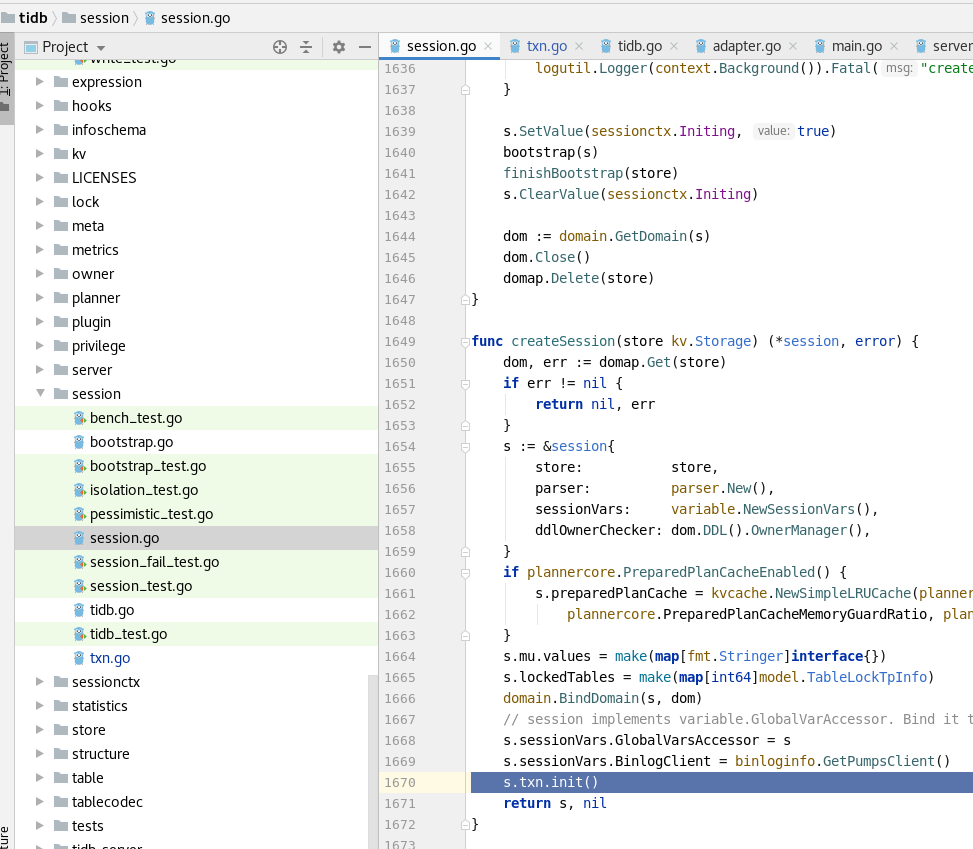 tidb session session.go
1: Project
Project
session.go txn.go tidb.go adapter.go main.go server
write_test.go
expression
hooks
infoschema
kv
LICENSES
lock
meta
metrics
owner
planner
plugin
privilege
server
session
bench_test.go
bootstrap.go
bootstrap_test.go
isolation_test.go
pessimistic_test.go
session.go
session_fail_test.go
session_test.go
tidb.go
tidb_test.go
txn.go
sessionctx
statistics
store
structure
table
tablecodec
tests
tidb-server
1636 logutil.Logger(context.Background()).Fatal( msg: "create
1637 }
1638
1639 s.SetValue(sessionctx.Initing, value: true)
1640 bootstrap(s)
1641 finishBootstrap(store)
1642 s.ClearValue(sessionctx.Initing)
1643
1644 dom := domain.GetDomain(s)
1645 dom.Close()
1646 domap.Delete(store)
1647 }
1648
1649 func createSession(store kv.Storage) (*session, error) {
1650 dom, err := domap.Get(store)
1651 if err != nil {
1652 return nil, err
1653 }
1654 s := &session{
1655 store: store,
1656 parser: parser.New(),
1657 sessionVars: variable.NewSessionVars(),
1658 ddlOwnerChecker: dom.DDL().OwnerManager(),
1659 }
1660 if plannercore.PreparedPlanCacheEnabled() {
1661 s.preparedPlanCache = kvcache.NewSimpleLRUCache(planner
1662 plannercore.PreparedPlanCacheMemoryGuardRatio, plan
1663 }
1664 s.mu.values = make(map[fmt.Stringer]interface{})
1665 s.lockedTables = make(map[int64]model.TableLockTpInfo)
1666 domain.BindDomain(s, dom)
1667 // session implements variable.GlobalVarAccessor. Bind it t
1668 s.sessionVars.GlobalVarsAccessor = s
1669 s.sessionVars.BinlogClient = binloginfo.GetPumpsClient()
1670 s.txn.init()
1671 return s, nil
1672 }
1673